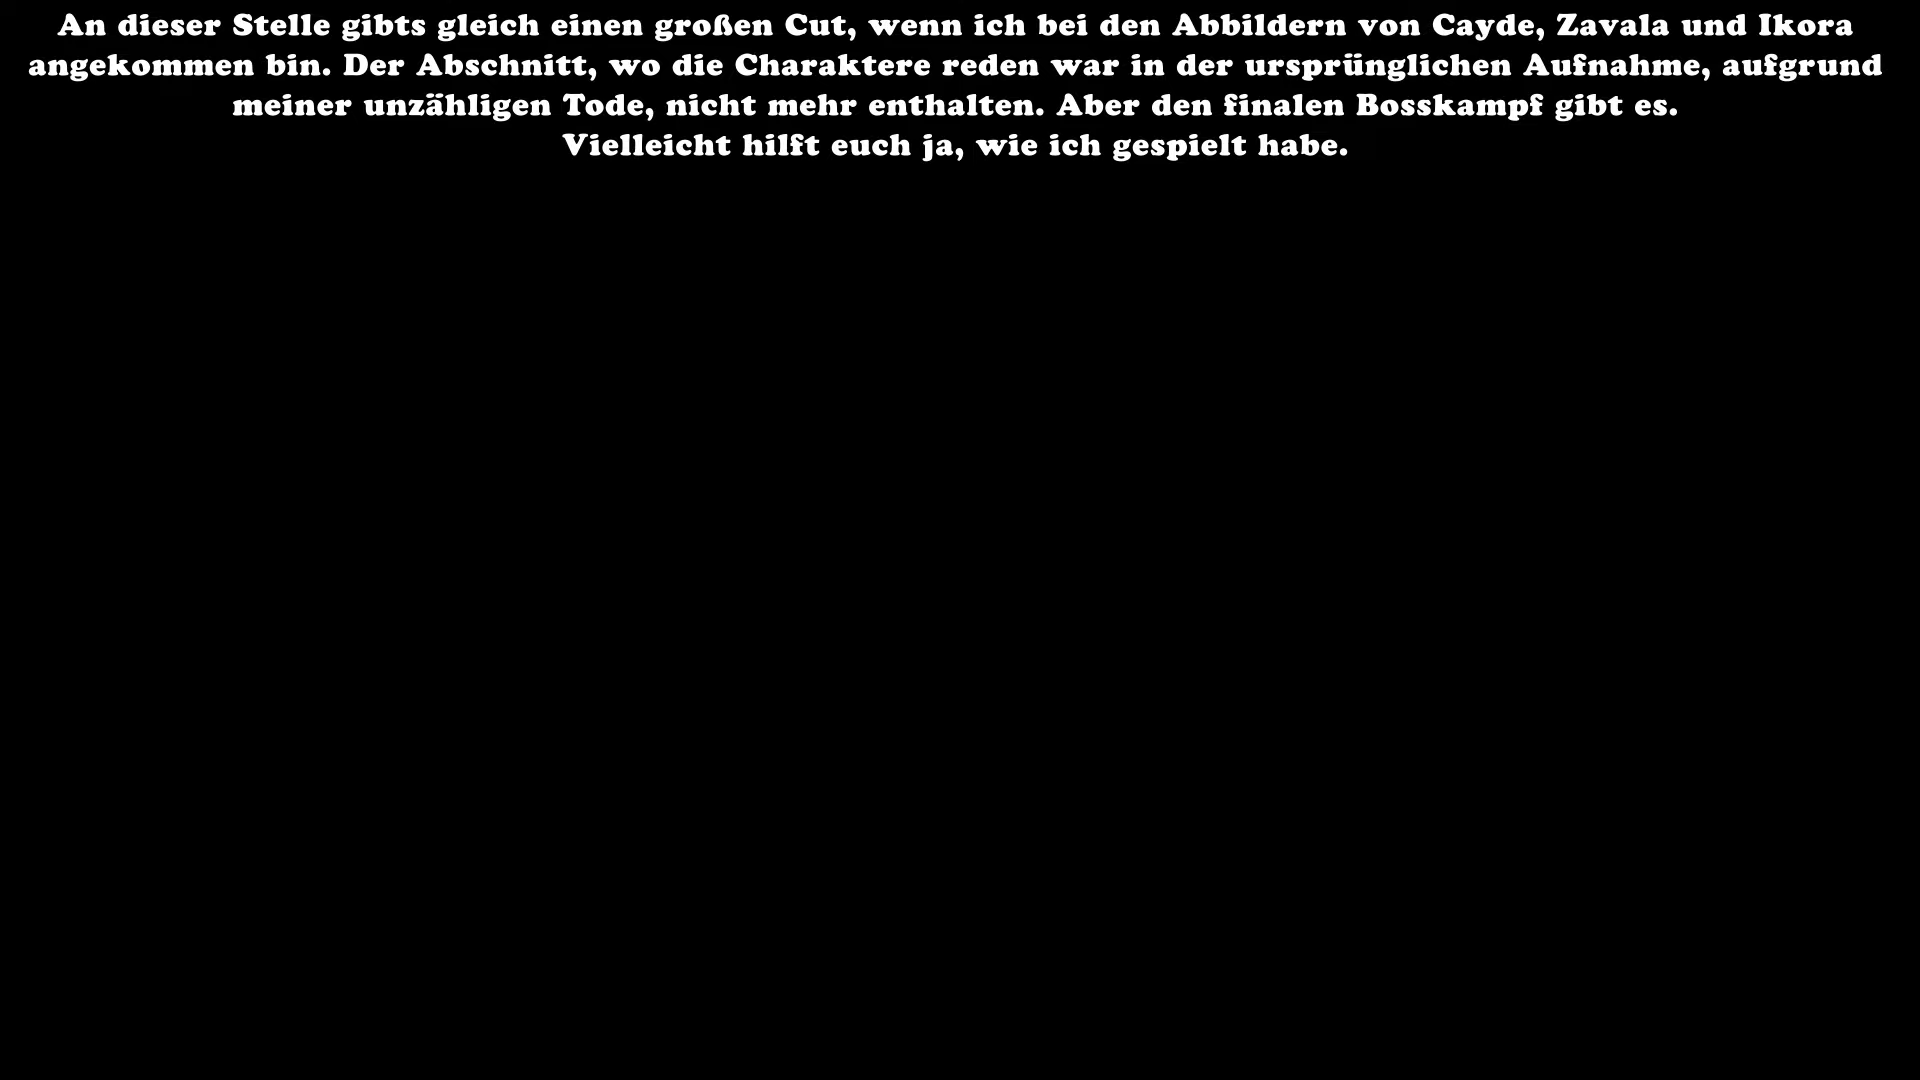 An dieser Stelle gibts gleich einen großen Cut, wenn ich bei den Abbildern von Cayde, Zavala und Ikora
angekommen bin. Der Abschnitt, wo die Charaktere reden war in der ursprünglichen Aufnahme, aufgrund
meiner unzähligen Tode, nicht mehr enthalten. Aber den finalen Bosskampf gibt es.
Vielleicht hilft euch ja, wie ich gespielt habe.